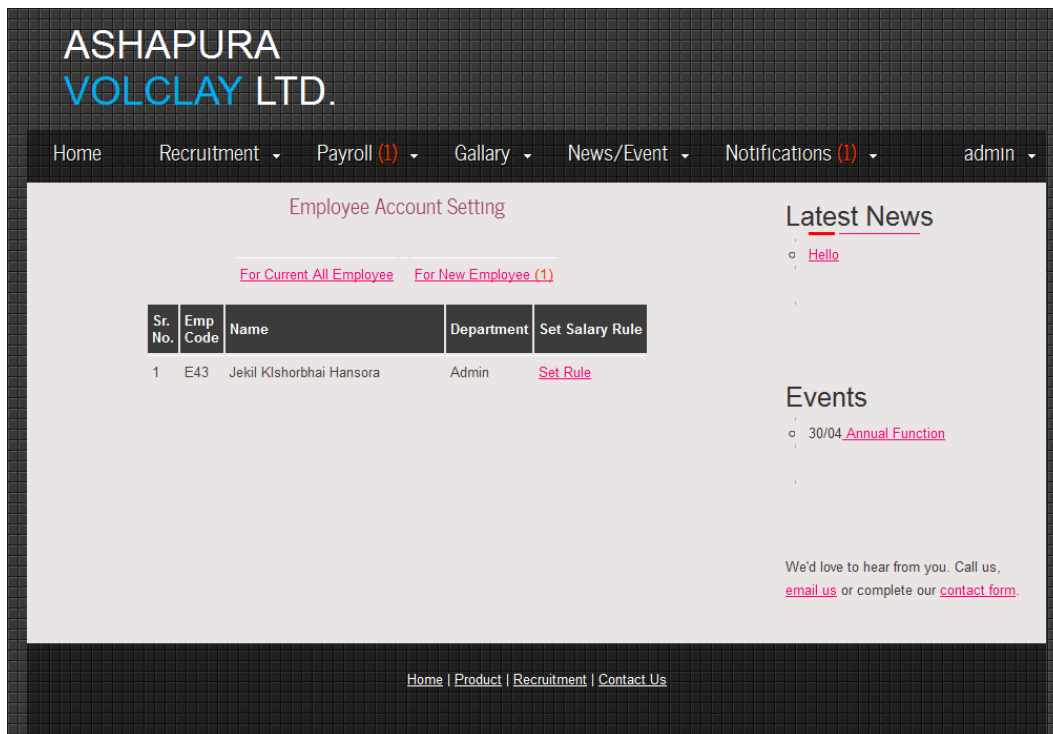 ASHAPURA
VOLCLAY LTD.
Home Recruitment Payroll (1) Gallary News/Event Notifications (1) admin
Employee Account Setting
For Current All Employee For New Employee (1)
Sr. No. Emp Code Name Department Set Salary Rule
1 E43 Jekil KIshorbhai Hansora Admin Set Rule
Latest News
Hello
Events
30/04 Annual Function
We'd love to hear from you. Call us,
email us or complete our contact form.
Home | Product | Recruitment | Contact Us